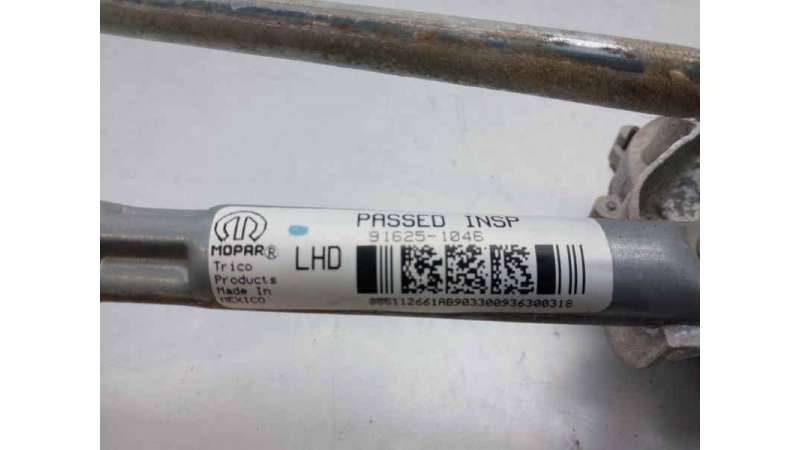 PASSED INSP
91625-1046
MOPAR®
LHD
Trico
Products
Made In
MEXICO